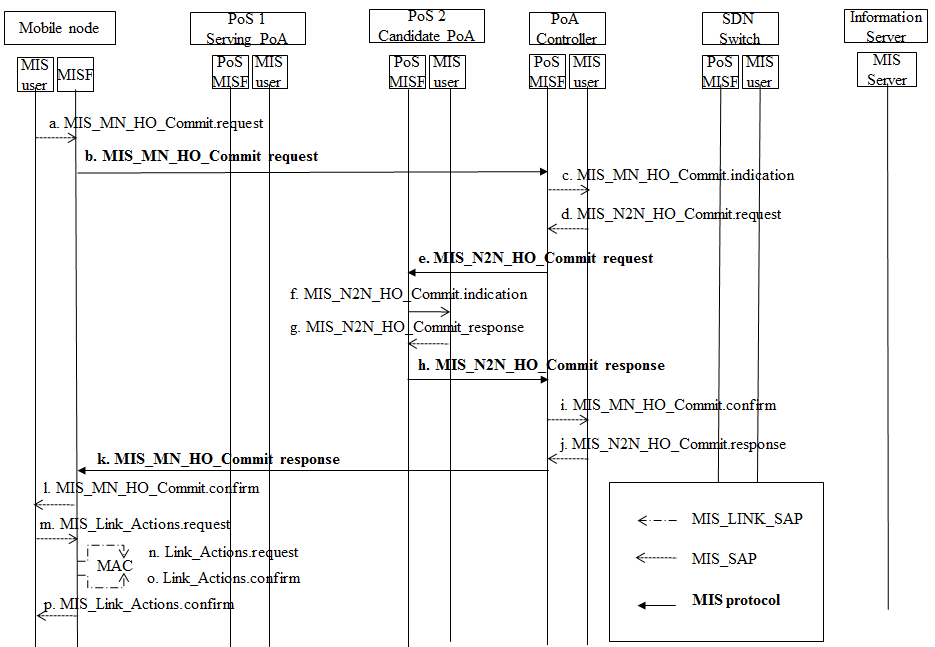 Mobile node
PoS 1
Serving PoA
PoS 2
Candidate PoA
PoA
Controller
SDN
Switch
Information
Server
MIS
user
MISF
PoS
MISF
MIS
user
PoS
MISF
MIS
user
PoS
MISF
MIS
user
PoS
MISF
MIS
user
MIS
Server
a. MIS_MN_HO_Commit.request
b. MIS_MN_HO_Commit request
c. MIS_MN_HO_Commit.indication
d. MIS_N2N_HO_Commit.request
e. MIS_N2N_HO_Commit request
f. MIS_N2N_HO_Commit.indication
g. MIS_N2N_HO_Commit_response
h. MIS_N2N_HO_Commit response
i. MIS_MN_HO_Commit.confirm
j. MIS_N2N_HO_Commit.response
k. MIS_MN_HO_Commit response
l. MIS_MN_HO_Commit.confirm
m. MIS_Link_Actions.request
n. Link_Actions.request
MAC
o. Link_Actions.confirm
p. MIS_Link_Actions.confirm
MIS_LINK_SAP
MIS_SAP
MIS protocol